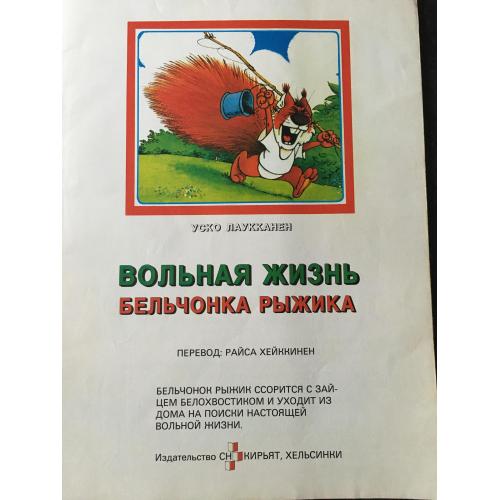 УСКО ЛАУККАНЕН
ВОЛЬНАЯ ЖИЗНЬ
БЕЛЬЧОНКА РЫЖИКА
ПЕРЕВОД: РАЙСА ХЕЙККИНЕН
БЕЛЬЧОНОК РЫЖИК ССОРИТСЯ С ЗАЙ-
ЦЕМ БЕЛОХВОСТИКОМ И УХОДИТ ИЗ
ДОМА НА ПОИСКИ НАСТОЯЩЕЙ
ВОЛЬНОЙ ЖИЗНИ.
Издательство СН КИРЬЯТ, ХЕЛЬСИНКИ